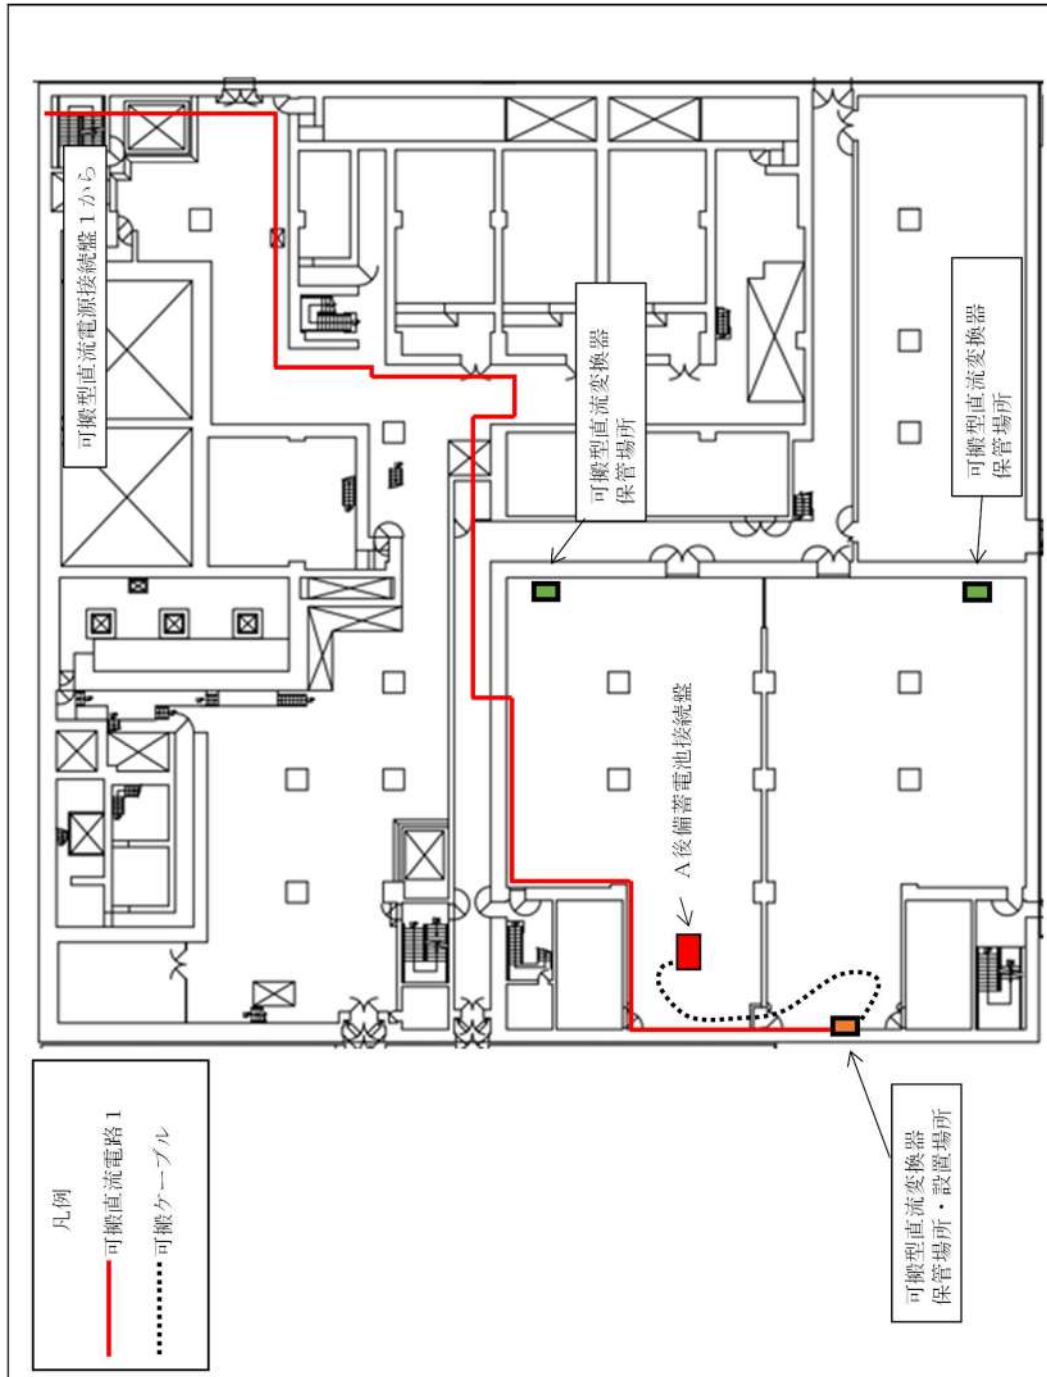 可搬型直流電源接続盤１から
可搬型直流変換器
保管場所
可搬型直流変換器
保管場所
Ａ後備蓄電池接続盤
可搬型直流変換器
保管場所・設置場所
凡例
可搬直流電路１
可搬ケーブル